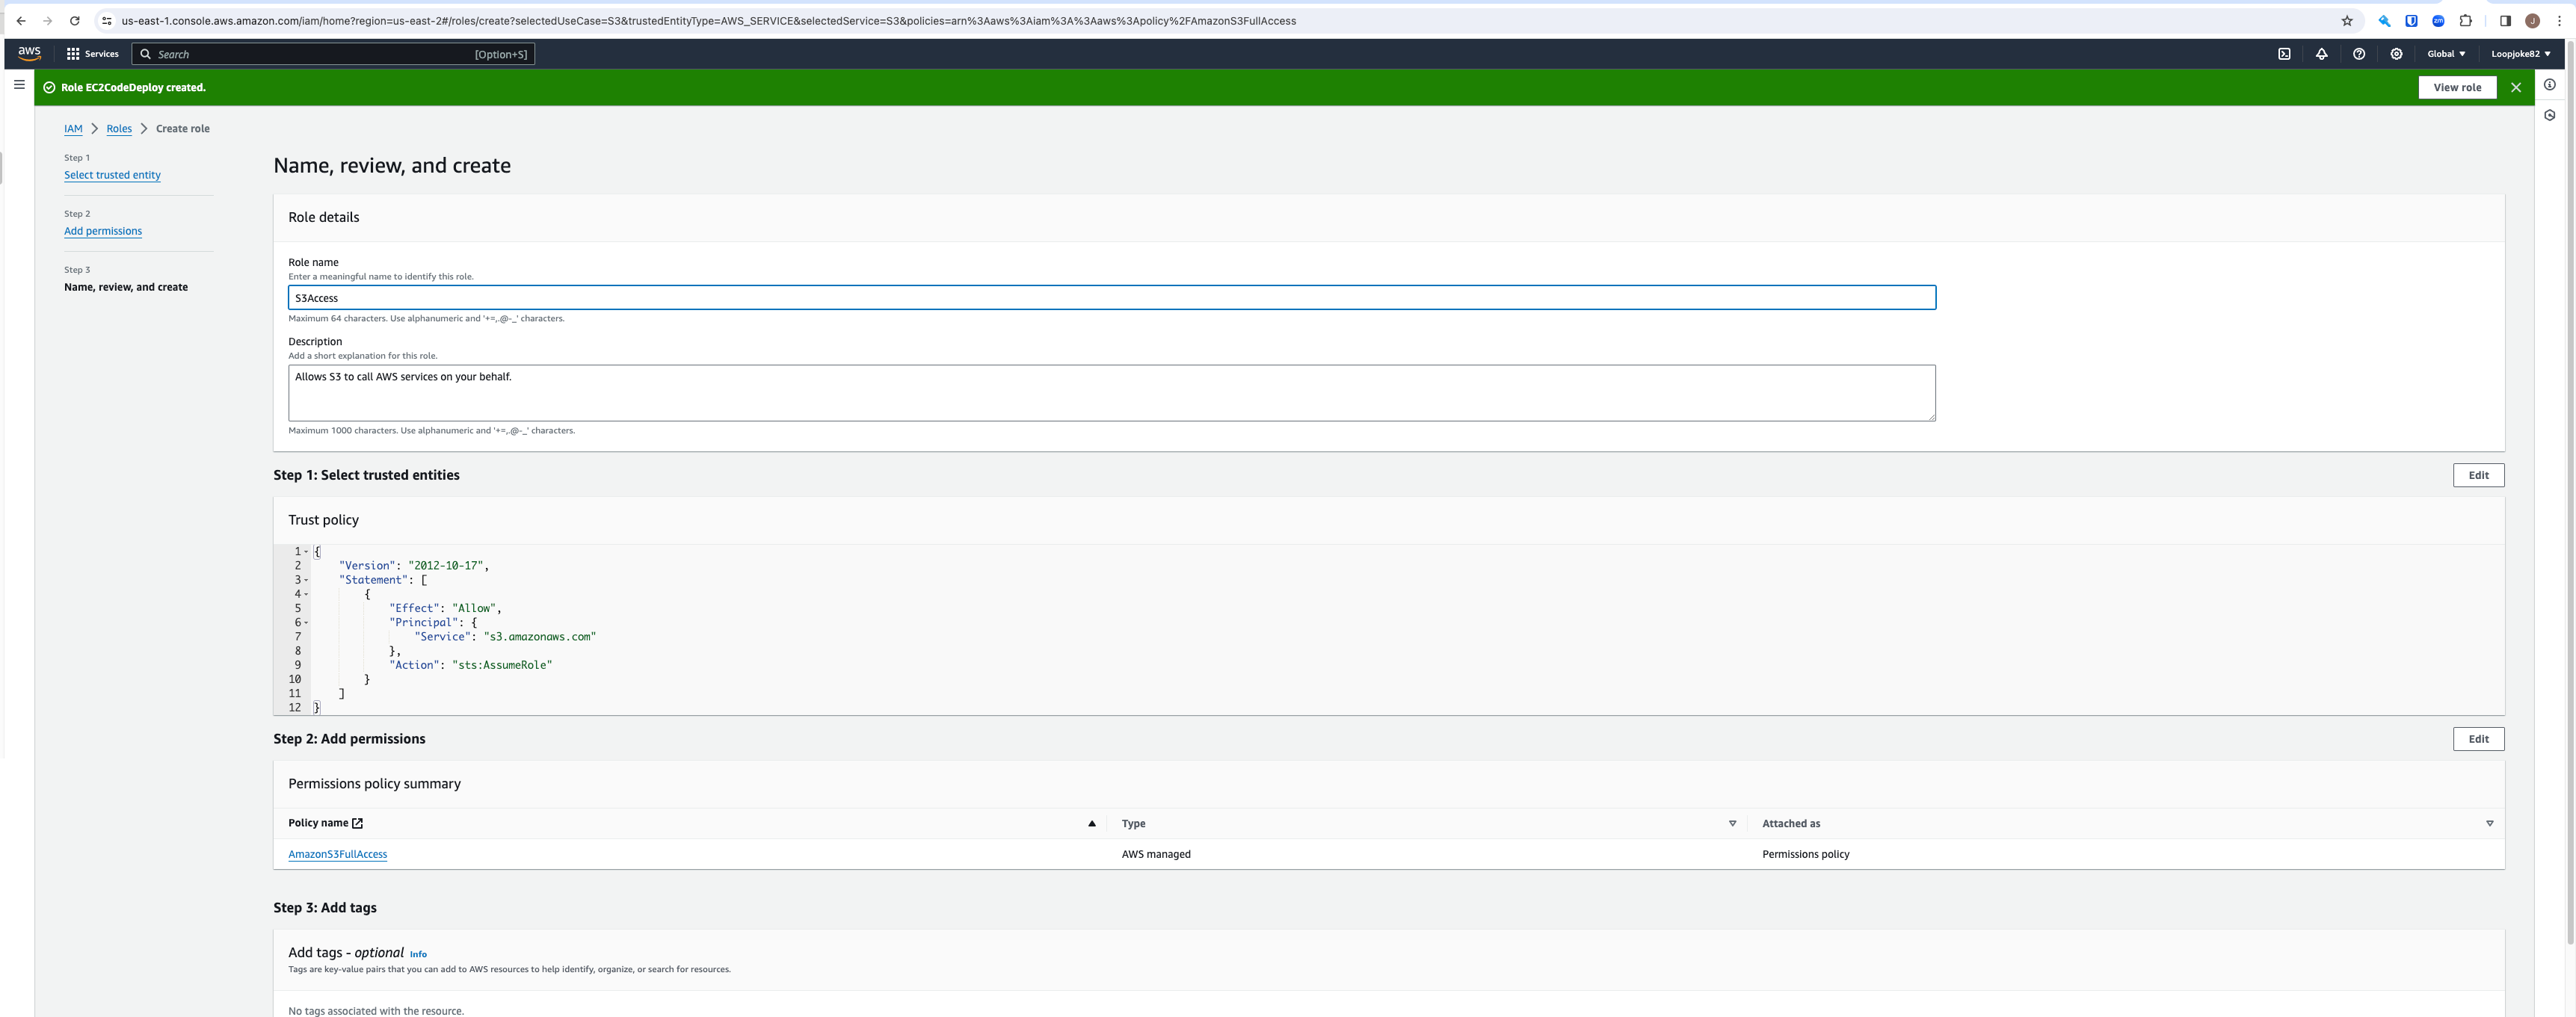 us-east-1.console.aws.amazon.com/iam/home?region=us-east-2#/roles/create?selectedUseCase=S3&trustedEntityType=AWS_SERVICE&selectedService=S3&policies=arn%3Aaws%3Aiam%3A%3Aaws%3Apolicy%2FAmazonS3FullAccess
zm
J
aws
Services
Search
[Option+S]
Global
Loopjoke82
Role EC2CodeDeploy created.
View role
IAM
Roles
Create role
Step 1
Select trusted entity
Step 2
Add permissions
Step 3
Name, review, and create
Name, review, and create
Role details
Role name
Enter a meaningful name to identify this role.
S3Access
Maximum 64 characters. Use alphanumeric and '+=,.@-_' characters.
Description
Add a short explanation for this role.
Allows S3 to call AWS services on your behalf.
Maximum 1000 characters. Use alphanumeric and '+=,.@-_' characters.
Step 1: Select trusted entities
Edit
Trust policy
1 {
2 "Version": "2012-10-17",
3 "Statement": [
4 {
5 "Effect": "Allow",
6 "Principal": {
7 "Service": "s3.amazonaws.com"
8 },
9 "Action": "sts:AssumeRole"
10 }
11 ]
12 }
Step 2: Add permissions
Edit
Permissions policy summary
Policy name
Type
Attached as
AmazonS3FullAccess
AWS managed
Permissions policy
Step 3: Add tags
Add tags - optional Info
Tags are key-value pairs that you can add to AWS resources to help identify, organize, or search for resources.
No tags associated with the resource.